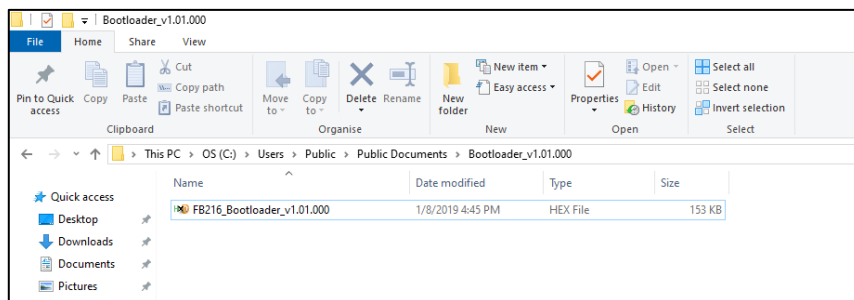 Bootloader_v1.01.000
File Home Share View
Pin to Quick access
Copy
Paste
Cut
Copy path
Paste shortcut
Clipboard
Move to
Copy to
Delete
Rename
Organise
New folder
New item
Easy access
New
Properties
Open
Edit
History
Open
Select all
Select none
Invert selection
Select
This PC > OS (C:) > Users > Public > Public Documents > Bootloader_v1.01.000
Name Date modified Type Size
Quick access
FB216_Bootloader_v1.01.000 1/8/2019 4:45 PM HEX File 153 KB
Desktop
Downloads
Documents
Pictures